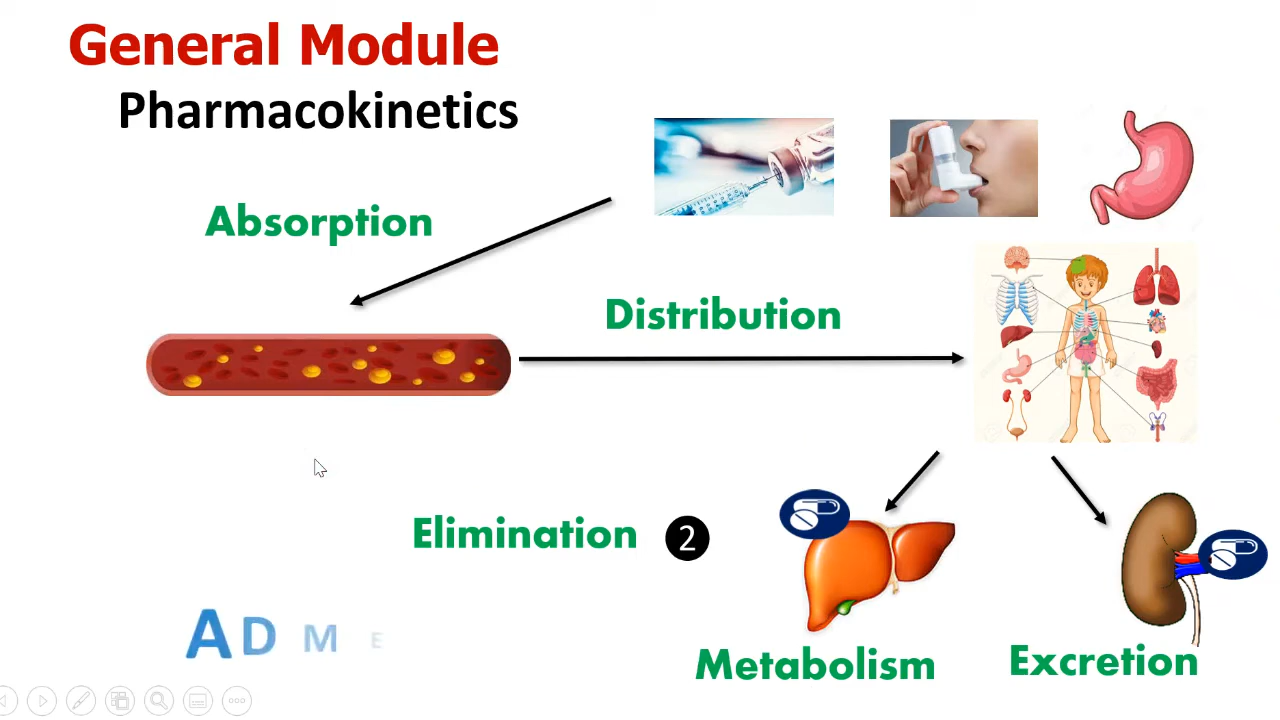 General Module
Pharmacokinetics
Absorption
Distribution
Elimination 2
Metabolism
Excretion
A D M E